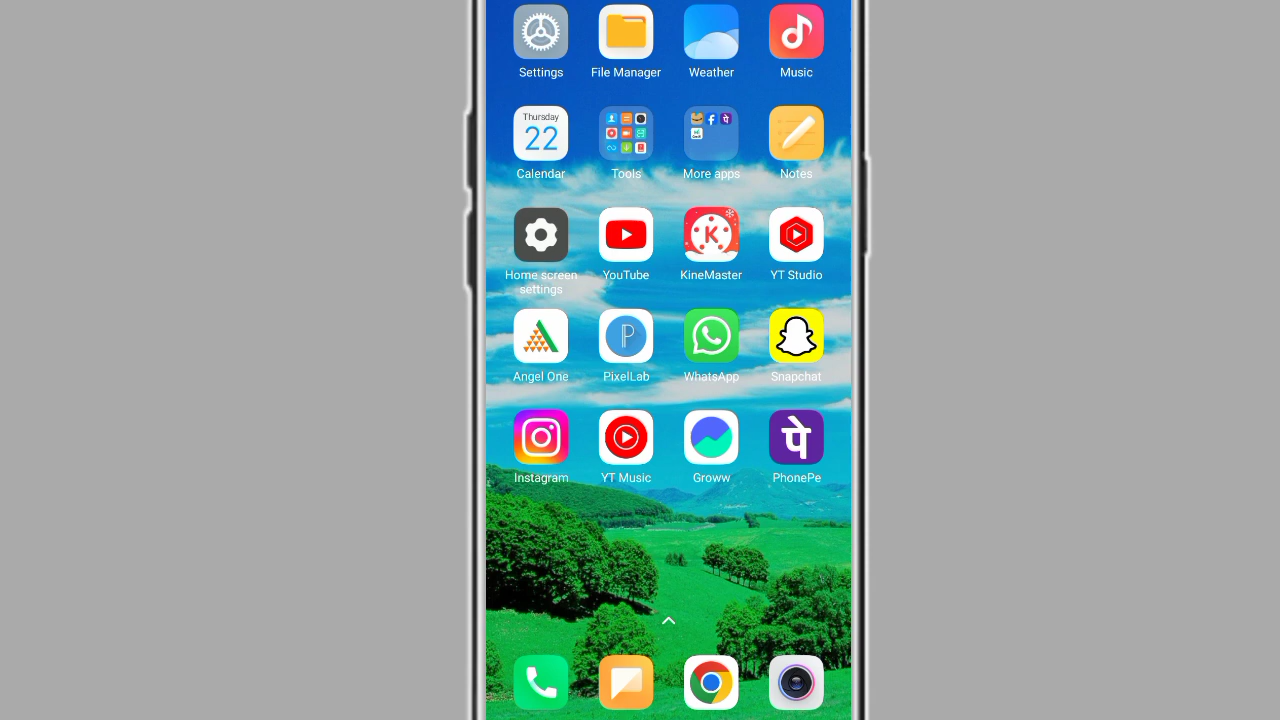 Settings
File Manager
Weather
Music
Thursday
22
Calendar
Tools
More apps
Notes
Home screen
settings
YouTube
K
KineMaster
YT Studio
Angel One
P
PixelLab
WhatsApp
Snapchat
Instagram
YT Music
Groww
पे
PhonePe